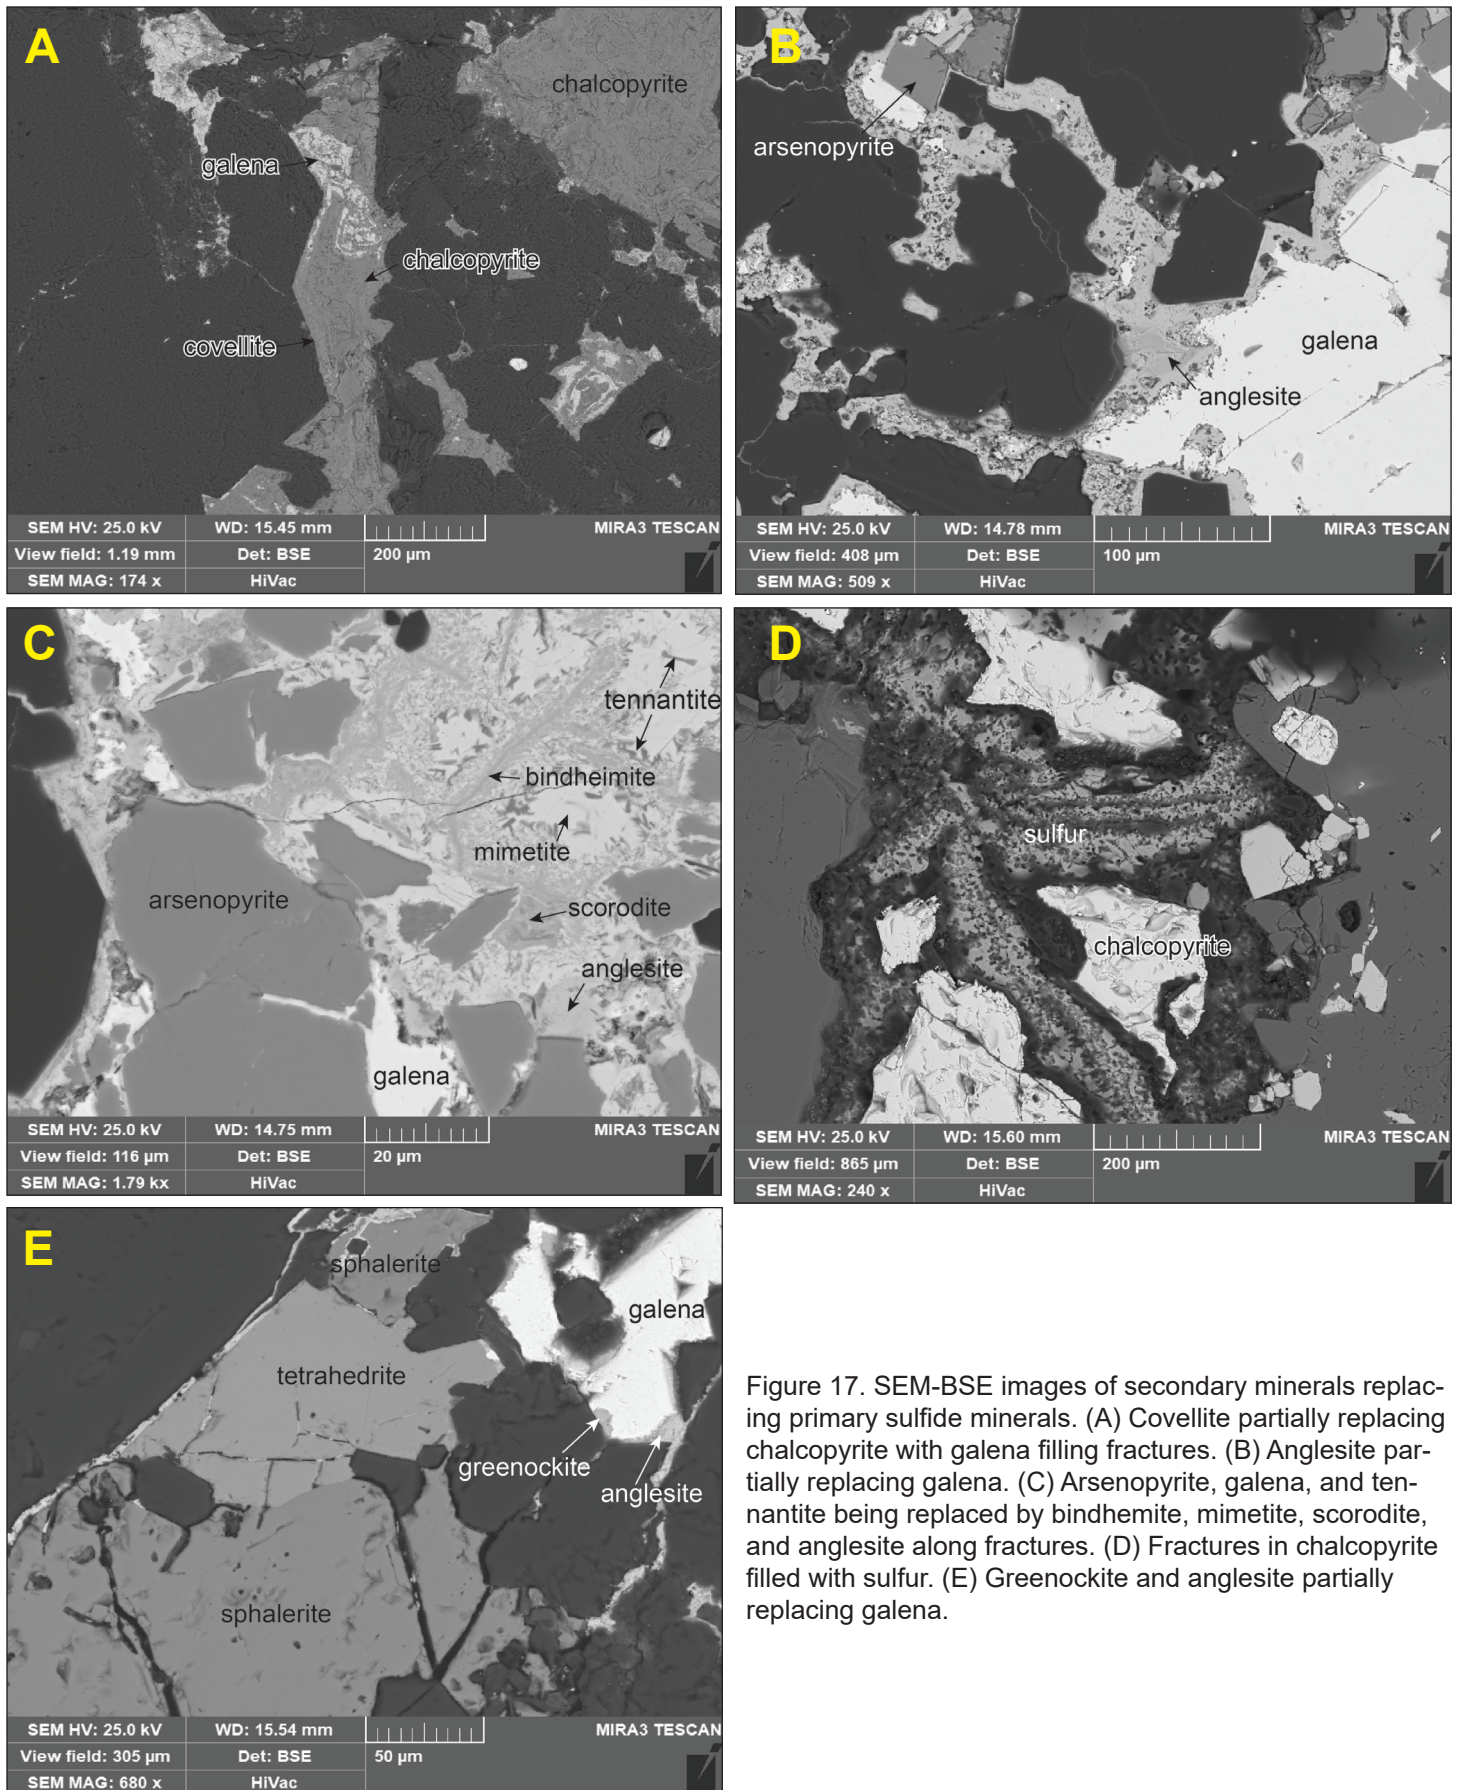 A
chalcopyrite
galena
chalcopyrite
covellite
SEM HV: 25.0 kV WD: 15.45 mm MIRA3 TESCAN
View field: 1.19 mm Det: BSE 200 µm
SEM MAG: 174 x HiVac
B
arsenopyrite
galena
anglesite
SEM HV: 25.0 kV WD: 14.78 mm MIRA3 TESCAN
View field: 408 µm Det: BSE 100 µm
SEM MAG: 509 x HiVac
C
tennantite
bindheimite
mimetite
arsenopyrite
scorodite
anglesite
galena
SEM HV: 25.0 kV WD: 14.75 mm MIRA3 TESCAN
View field: 116 µm Det: BSE 20 µm
SEM MAG: 1.79 kx HiVac
D
sulfur
chalcopyrite
SEM HV: 25.0 kV WD: 15.60 mm MIRA3 TESCAN
View field: 865 µm Det: BSE 200 µm
SEM MAG: 240 x HiVac
E
sphalerite
galena
tetrahedrite
greenockite
anglesite
sphalerite
SEM HV: 25.0 kV WD: 15.54 mm MIRA3 TESCAN
View field: 305 µm Det: BSE 50 µm
SEM MAG: 680 x HiVac
Figure 17. SEM-BSE images of secondary minerals replac-
ing primary sulfide minerals. (A) Covellite partially replacing
chalcopyrite with galena filling fractures. (B) Anglesite par-
tially replacing galena. (C) Arsenopyrite, galena, and ten-
nantite being replaced by bindhemite, mimetite, scorodite,
and anglesite along fractures. (D) Fractures in chalcopyrite
filled with sulfur. (E) Greenockite and anglesite partially
replacing galena.